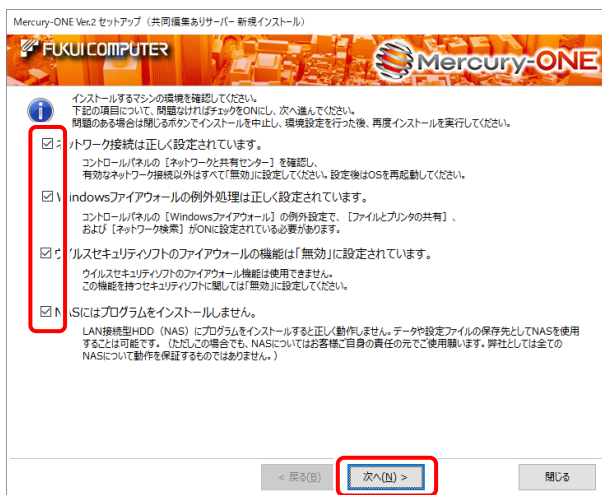 Mercury-ONE Ver.2 セットアップ（共同編集ありサーバー 新規インストール）
FUKUI COMPUTER
Mercury-ONE
インストールするマシンの環境を確認してください。
下記の項目について、問題なければチェックをONにし、次へ進んでください。
問題のある場合は閉じるボタンでインストールを中止し、環境設定を行った後、再度インストールを実行してください。
ネットワーク接続は正しく設定されています。
コントロールパネルの［ネットワークと共有センター］を確認し、
有効なネットワーク接続以外はすべて「無効」に設定してください。設定後はOSを再起動してください。
Windowsファイアウォールの例外処理は正しく設定されています。
コントロールパネルの［Windowsファイアウォール］の例外設定で、［ファイルとプリンタの共有］、
および［ネットワーク検索］がONに設定されている必要があります。
ウイルスセキュリティソフトのファイアウォールの機能は「無効」に設定されています。
ウイルスセキュリティソフトのファイアウォール機能は使用できません。
この機能を持つセキュリティソフトに関しては「無効」に設定してください。
NASにはプログラムをインストールしません。
LAN接続型HDD（NAS）にプログラムをインストールすると正しく動作しません。データや設定ファイルの保存先としてNASを使用
することは可能です。（ただしこの場合でも、NASについてはお客様ご自身の責任の元でご使用願います。弊社としては全ての
NASについて動作を保証するものではありません。）
< 戻る(B) 次へ(N) > 閉じる